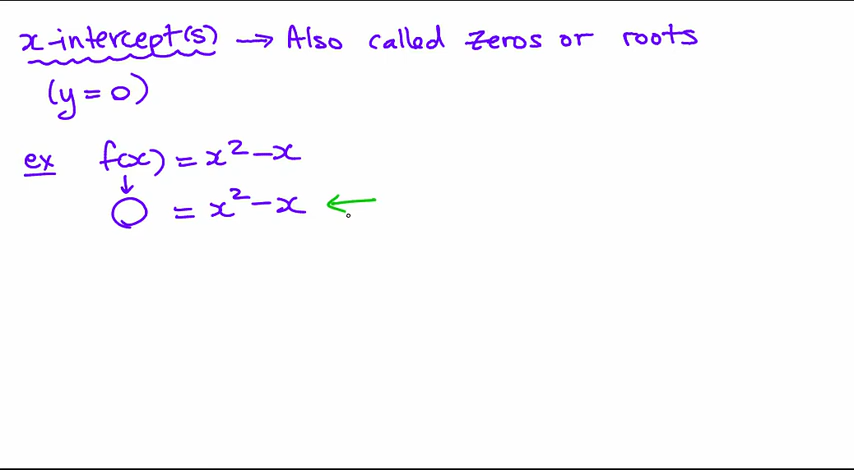 x-intercept(s) → Also called zeros or roots
(y = 0)
ex f(x) = x² - x
↓
0 = x² - x ←